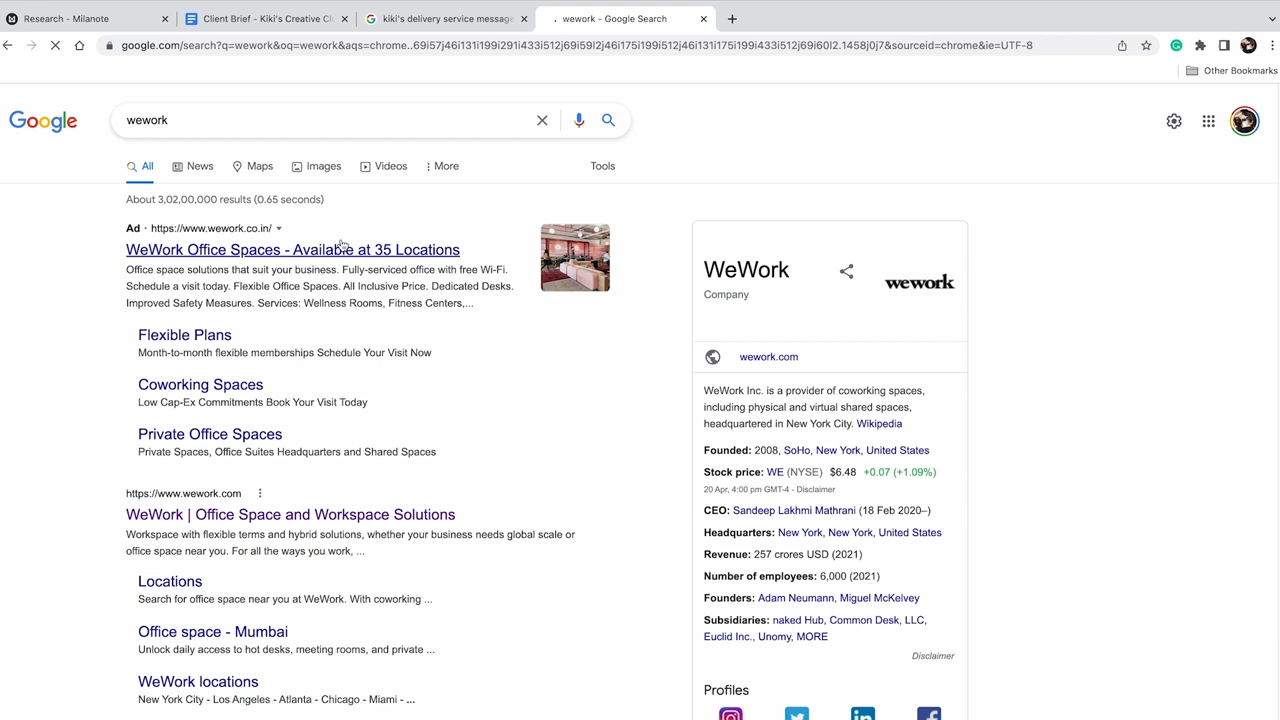 Research - Milanote
Client Brief - Kiki's Creative Cl
kiki's delivery service message
wework - Google Search
google.com/search?q=wework&oq=wework&aqs=chrome..69i57j46i131i199i291i433i512j69i59l2j46i175i199i512j46i131i175i199i433i512j69i60l2.1458j0j7&sourceid=chrome&ie=UTF-8
Other Bookmarks
Google
wework
All
News
Maps
Images
Videos
More
Tools
About 3,02,00,000 results (0.65 seconds)
Ad · https://www.wework.co.in/
WeWork Office Spaces - Available at 35 Locations
Office space solutions that suit your business. Fully-serviced office with free Wi-Fi.
Schedule a visit today. Flexible Office Spaces. All Inclusive Price. Dedicated Desks.
Improved Safety Measures. Services: Wellness Rooms, Fitness Centers,...
Flexible Plans
Month-to-month flexible memberships Schedule Your Visit Now
Coworking Spaces
Low Cap-Ex Commitments Book Your Visit Today
Private Office Spaces
Private Spaces, Office Suites Headquarters and Shared Spaces
https://www.wework.com
WeWork | Office Space and Workspace Solutions
Workspace with flexible terms and hybrid solutions, whether your business needs global scale or
office space near you. For all the ways you work, ...
Locations
Search for office space near you at WeWork. With coworking ...
Office space - Mumbai
Unlock daily access to hot desks, meeting rooms, and private ...
WeWork locations
New York City - Los Angeles - Atlanta - Chicago - Miami - ...
WeWork
Company
wework
wework.com
WeWork Inc. is a provider of coworking spaces,
including physical and virtual shared spaces,
headquartered in New York City. Wikipedia
Founded: 2008, SoHo, New York, United States
Stock price: WE (NYSE) $6.48 +0.07 (+1.09%)
20 Apr, 4:00 pm GMT-4 - Disclaimer
CEO: Sandeep Lakhmi Mathrani (18 Feb 2020–)
Headquarters: New York, New York, United States
Revenue: 257 crores USD (2021)
Number of employees: 6,000 (2021)
Founders: Adam Neumann, Miguel McKelvey
Subsidiaries: naked Hub, Common Desk, LLC,
Euclid Inc., Unomy, MORE
Disclaimer
Profiles